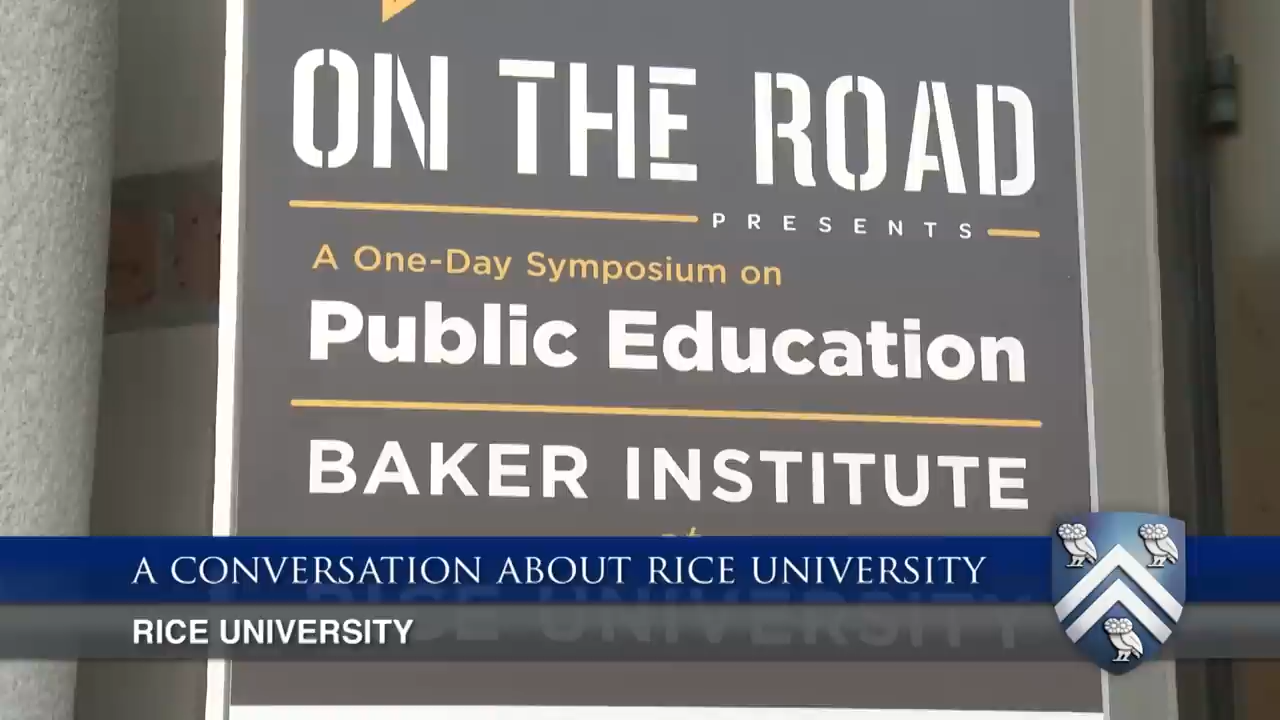 ON THE ROAD
PRESENTS
A One-Day Symposium on
Public Education
BAKER INSTITUTE
at
A CONVERSATION ABOUT RICE UNIVERSITY
RICE UNIVERSITY
RICE UNIVERSITY